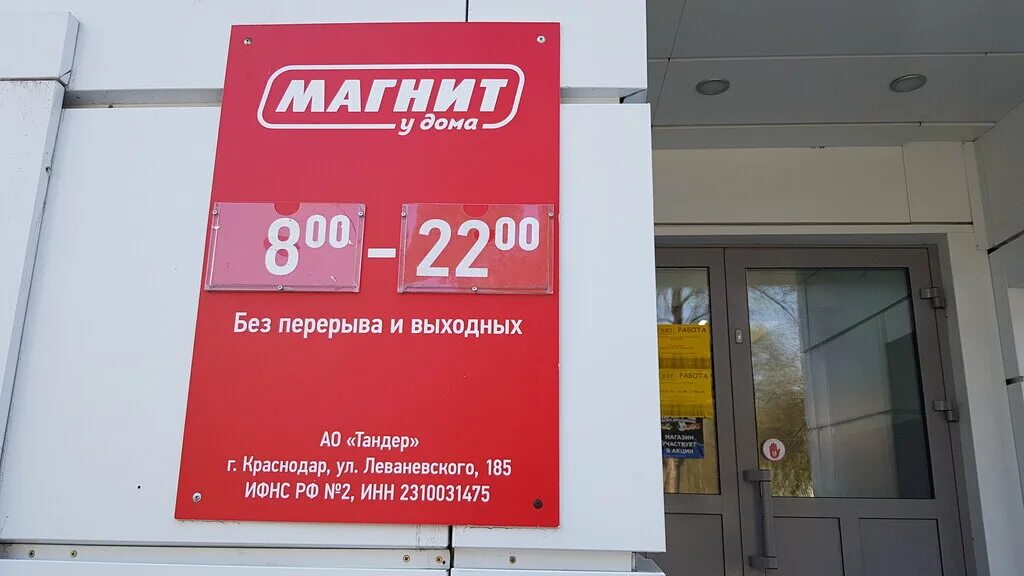 МАГНИТ
у дома
8⁰⁰ – 22⁰⁰
Без перерыва и выходных
АО «Тандер»
г. Краснодар, ул. Леваневского, 185
ИФНС РФ №2, ИНН 2310031475
РАБОТА
РАБОТА
МАГАЗИН
УЧАСТВУЕТ
В АКЦИИ